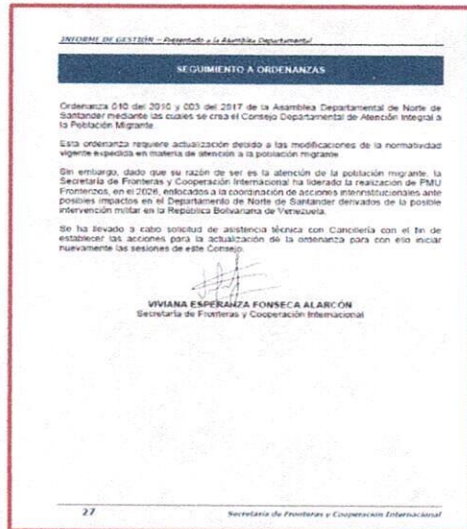 INFORME DE GESTIÓN – Presentado a la Asamblea Departamental
SEGUIMIENTO A ORDENANZAS
Ordenanza 010 del 2016 y 003 del 2017 de la Asamblea Departamental de Norte de
Santander mediante las cuales se crea el Consejo Departamental de Atención Integral a
la Población Migrante.
Esta ordenanza requiere actualización debido a las modificaciones de la normatividad
vigente expedida en materia de atención a la población migrante
Sin embargo, dado que su razón de ser es la atención de la población migrante, la
Secretaría de Fronteras y Cooperación Internacional ha liderado la realización de PMU
Fronterizos, en el 2026, enfocados a la coordinación de acciones interinstitucionales ante
posibles impactos en el Departamento de Norte de Santander derivados de la posible
intervención militar en la República Bolivariana de Venezuela.
Se ha llevado a cabo solicitud de asistencia técnica con Cancillería con el fin de
establecer las acciones para la actualización de la ordenanza para con ello iniciar
nuevamente las sesiones de este Consejo.
VIVIANA ESPERANZA FONSECA ALARCÓN
Secretaría de Fronteras y Cooperación Internacional
27 Secretaría de Fronteras y Cooperación Internacional